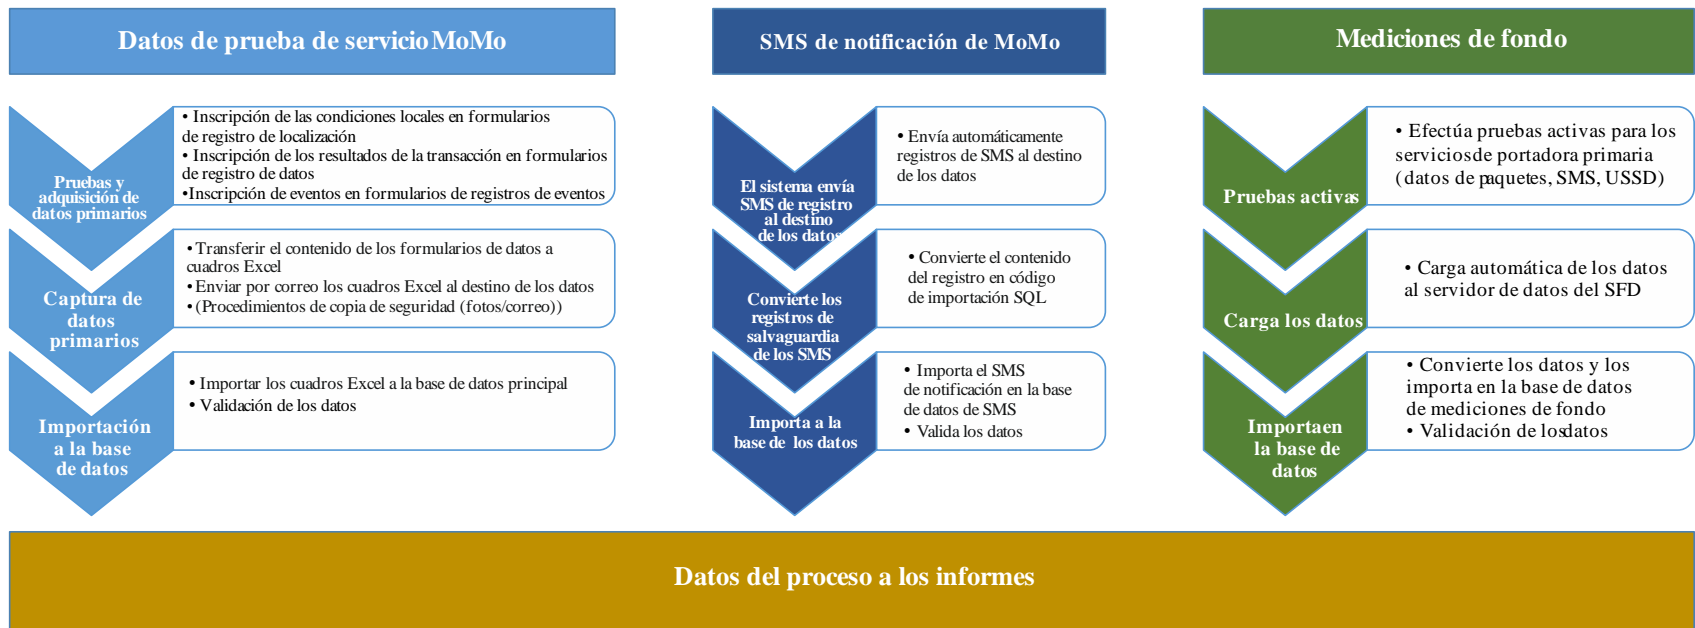 Datos de prueba de servicio MoMo
Pruebas y
adquisición de
datos primarios
• Inscripción de las condiciones locales en formularios
de registro de localización
• Inscripción de los resultados de la transacción en formularios
de registro de datos
•Inscripción de eventos en formularios de registros de eventos
Captura de
datos
primarios
• Transferir el contenido de los formularios de datos a
cuadros Excel
• Enviar por correo los cuadros Excel al destino de los datos
• (Procedimientos de copia de seguridad (fotos/correo))
Importación
a la base
de datos
• Importar los cuadros Excel a la base de datos principal
• Validación de los datos
SMS de notificación de MoMo
El sistema envía
SMS de registro
al destino
de los datos
• Envía automáticamente
registros de SMS al destino
de los datos
Convierte los
registros de
salvaguardia
de los SMS
• Convierte el contenido
del registro en código
de importación SQL
Importa a la
base de los datos
• Importa el SMS
de notificación en la base
de datos de SMS
• Valida los datos
Mediciones de fondo
Pruebas activas
• Efectúa pruebas activas para los
servicios de portadora primaria
(datos de paquetes, SMS, USSD)
Carga los datos
• Carga automática de los datos
al servidor de datos del SFD
Importa en
la base de
datos
• Convierte los datos y los
importa en la base de datos
de mediciones de fondo
• Validación de los datos
Datos del proceso a los informes